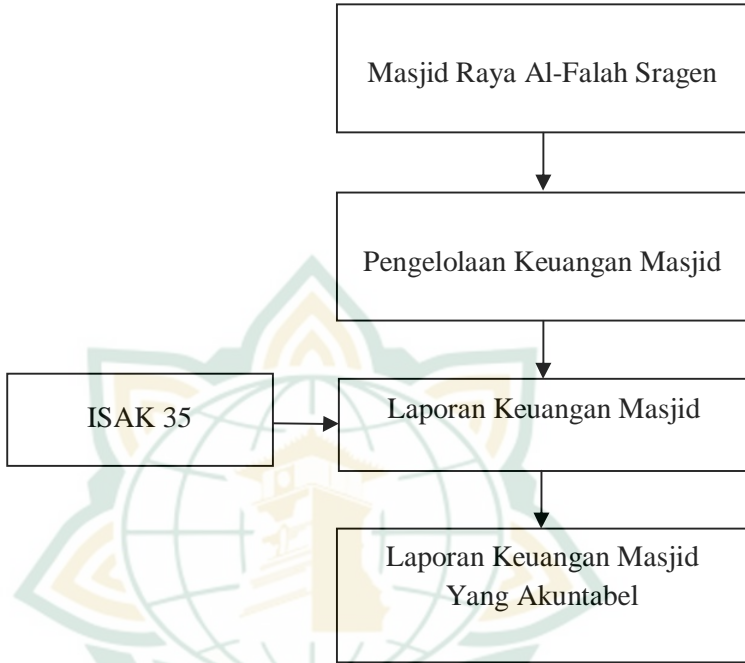 Masjid Raya Al-Falah Sragen
Pengelolaan Keuangan Masjid
ISAK 35
Laporan Keuangan Masjid
Laporan Keuangan Masjid
Yang Akuntabel